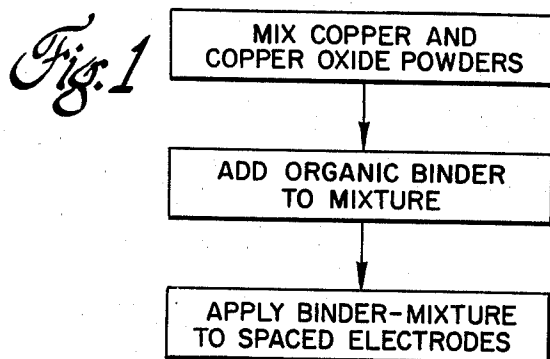 Fig. 1
MIX COPPER AND
COPPER OXIDE POWDERS
ADD ORGANIC BINDER
TO MIXTURE
APPLY BINDER-MIXTURE
TO SPACED ELECTRODES